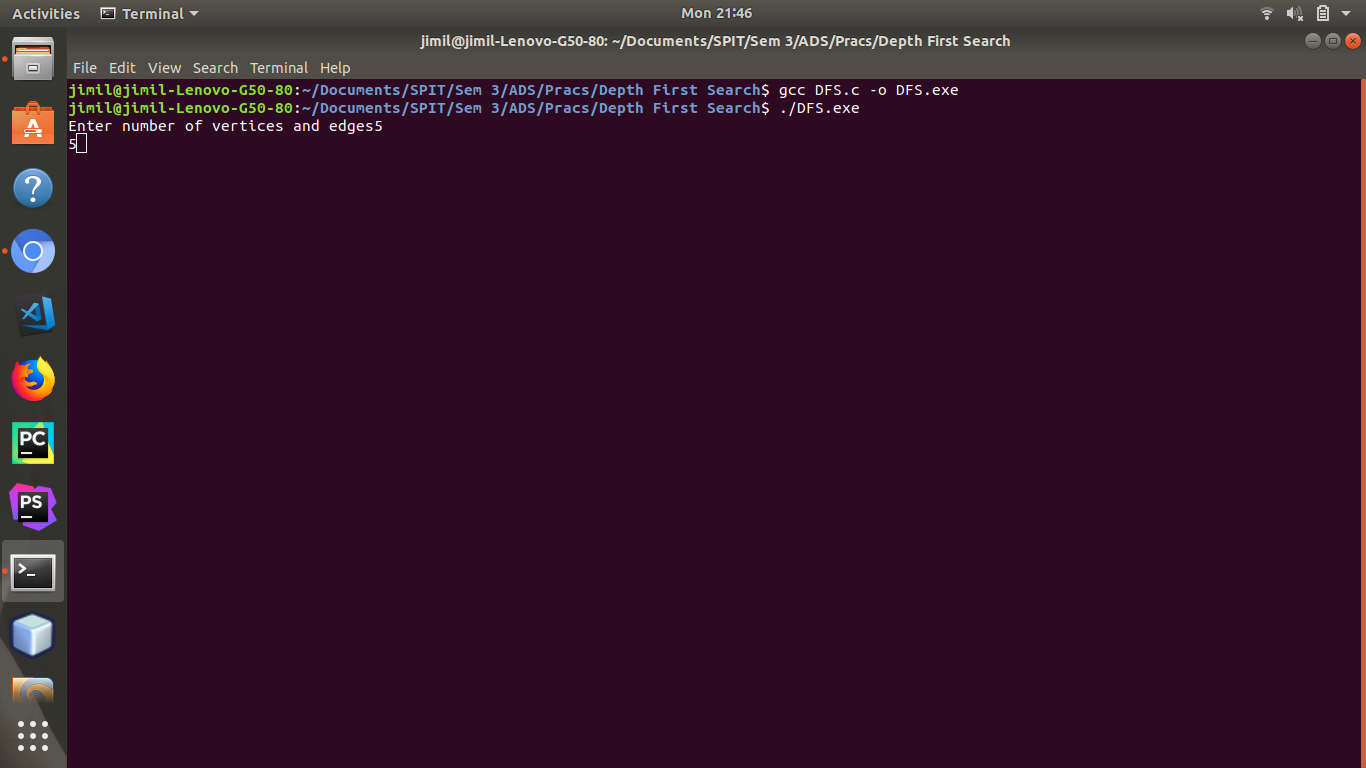 Activities Terminal Mon 21:46
jimil@jimil-Lenovo-G50-80: ~/Documents/SPIT/Sem 3/ADS/Pracs/Depth First Search
File Edit View Search Terminal Help
jimil@jimil-Lenovo-G50-80:~/Documents/SPIT/Sem 3/ADS/Pracs/Depth First Search$ gcc DFS.c -o DFS.exe
jimil@jimil-Lenovo-G50-80:~/Documents/SPIT/Sem 3/ADS/Pracs/Depth First Search$ ./DFS.exe
Enter number of vertices and edges5
5
A
?
PC
PS
>_